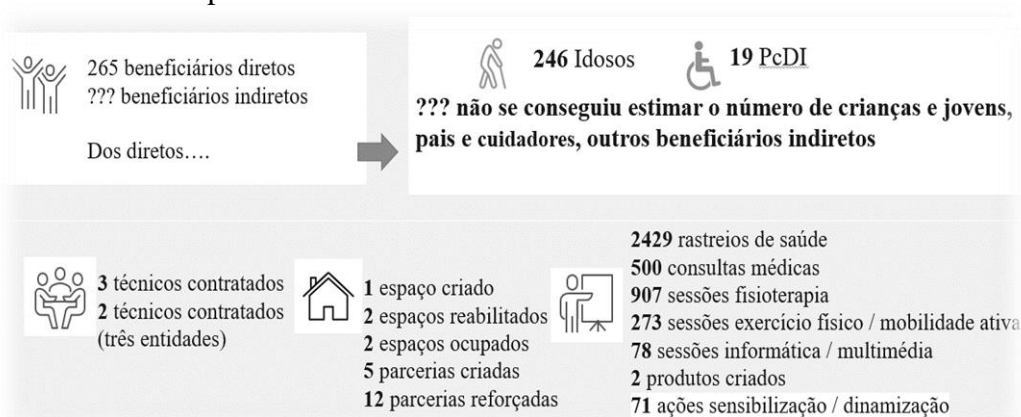 265 beneficiários diretos
??? beneficiários indiretos
Dos diretos….
246 Idosos
19 PcDI
??? não se conseguiu estimar o número de crianças e jovens,
pais e cuidadores, outros beneficiários indiretos
3 técnicos contratados
2 técnicos contratados
(três entidades)
1 espaço criado
2 espaços reabilitados
2 espaços ocupados
5 parcerias criadas
12 parcerias reforçadas
2429 rastreios de saúde
500 consultas médicas
907 sessões fisioterapia
273 sessões exercício físico / mobilidade ativa
78 sessões informática / multimédia
2 produtos criados
71 ações sensibilização / dinamização